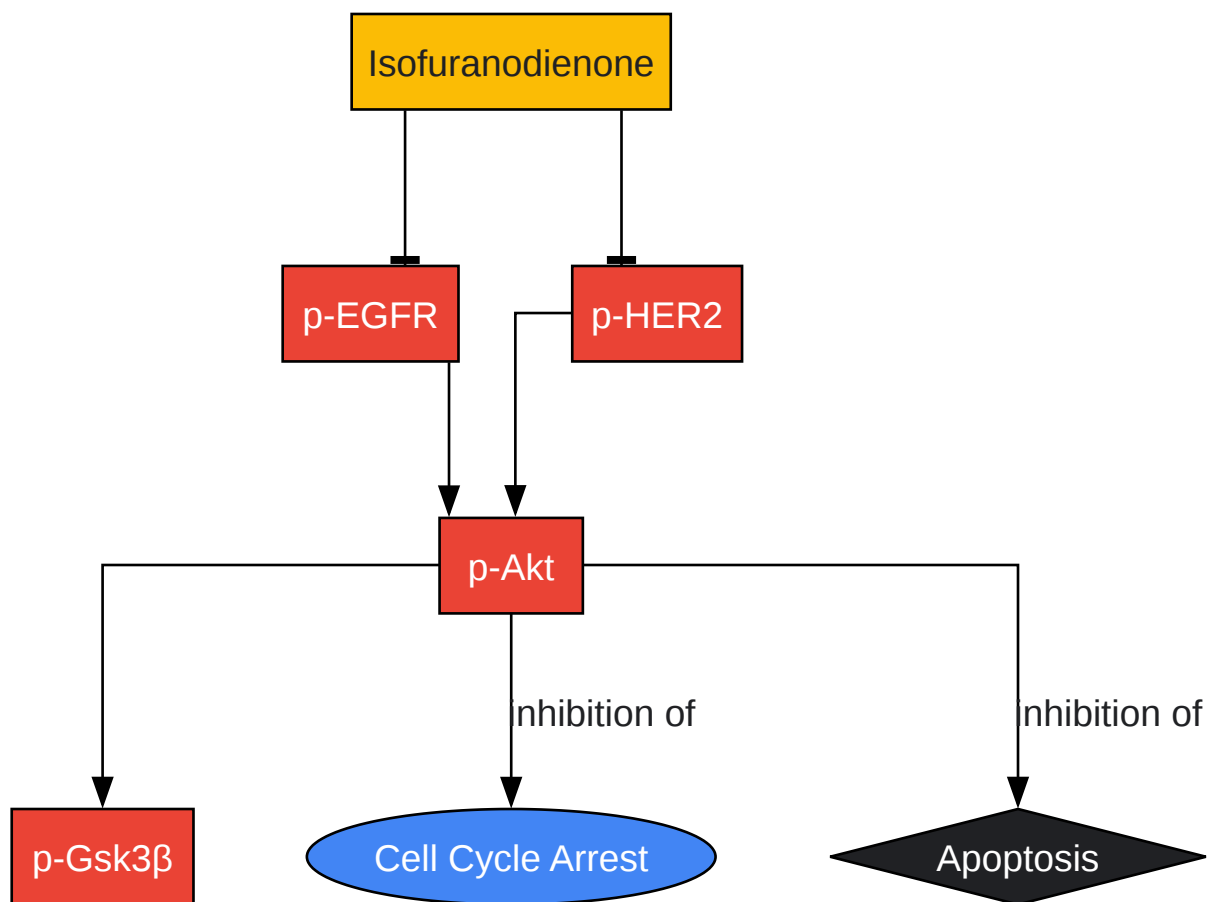 Isofuranodienone
p-EGFR
p-HER2
p-Akt
inhibition of
inhibition of
p-Gsk3β
Cell Cycle Arrest
Apoptosis